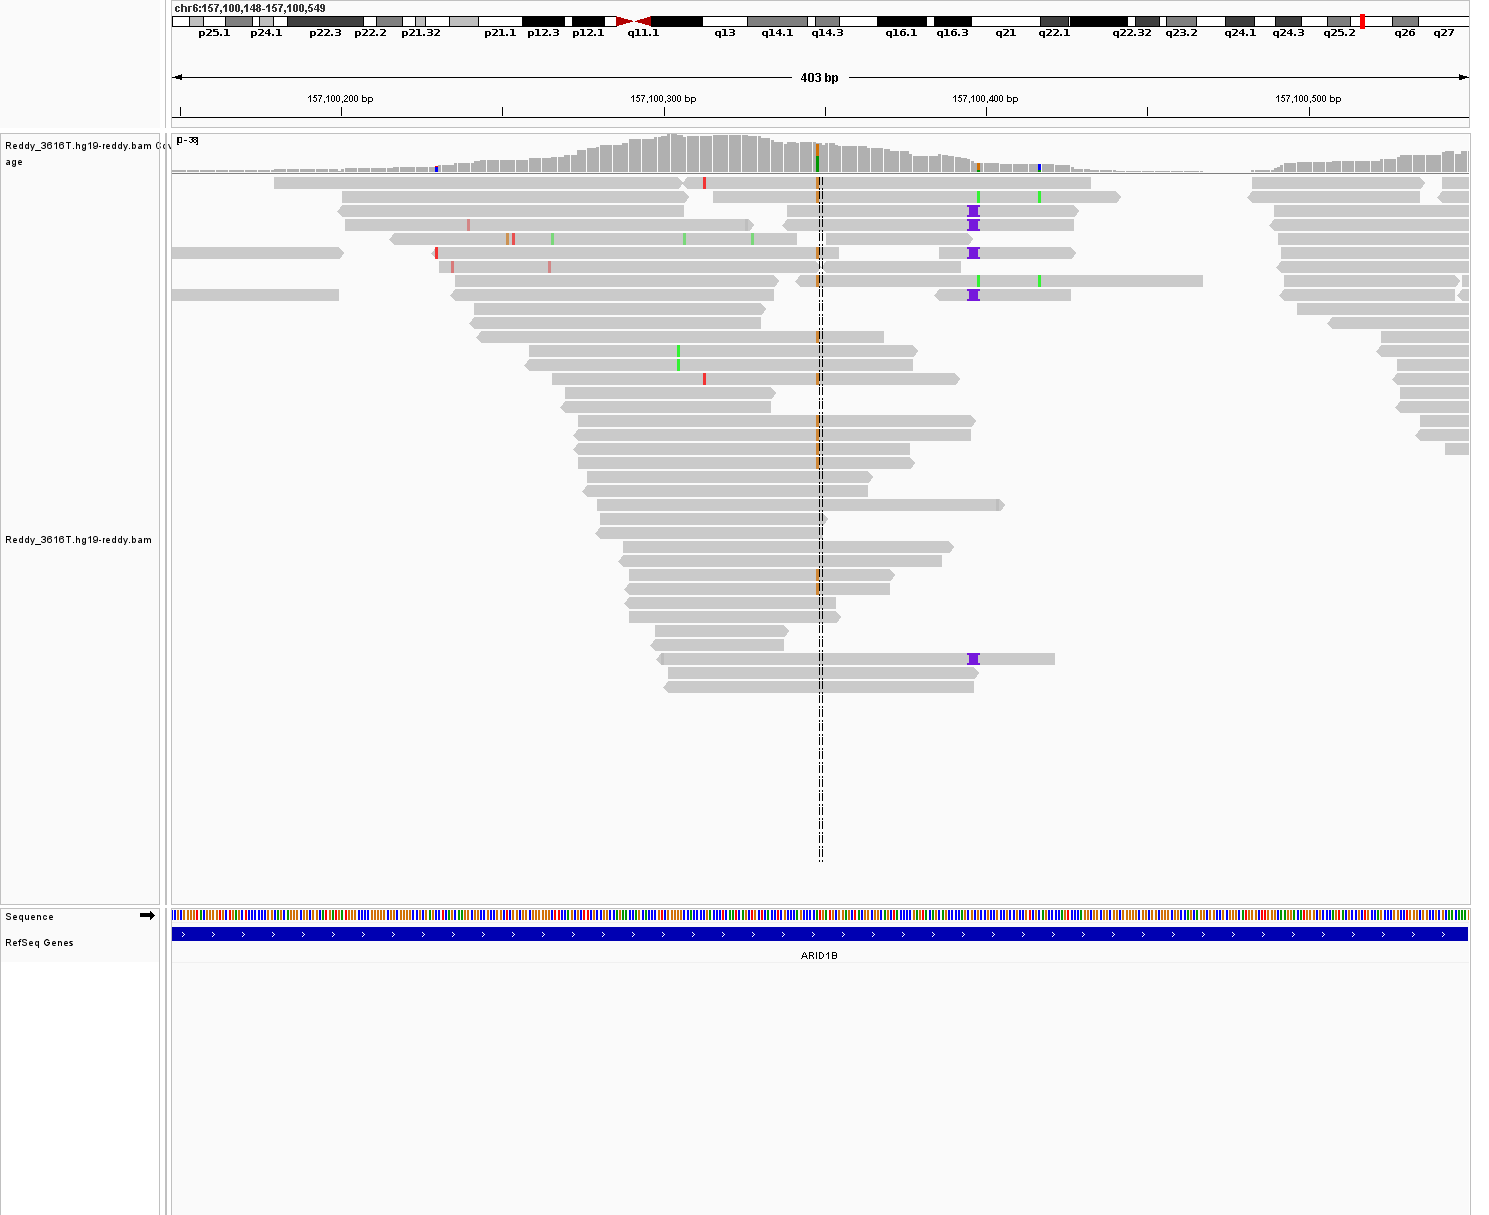 chr6:157,100,148-157,100,549
p25.1 p24.1 p22.3 p22.2 p21.32 p21.1 p12.3 p12.1 q11.1 q13 q14.1 q14.3 q16.1 q16.3 q21 q22.1 q22.32 q23.2 q24.1 q24.3 q25.2 q26 q27
403 bp
157,100,200 bp 157,100,300 bp 157,100,400 bp 157,100,500 bp
Reddy_3616T.hg19-reddy.bam Cov
age
[0-38]
Reddy_3616T.hg19-reddy.bam
Sequence
RefSeq Genes
ARID1B